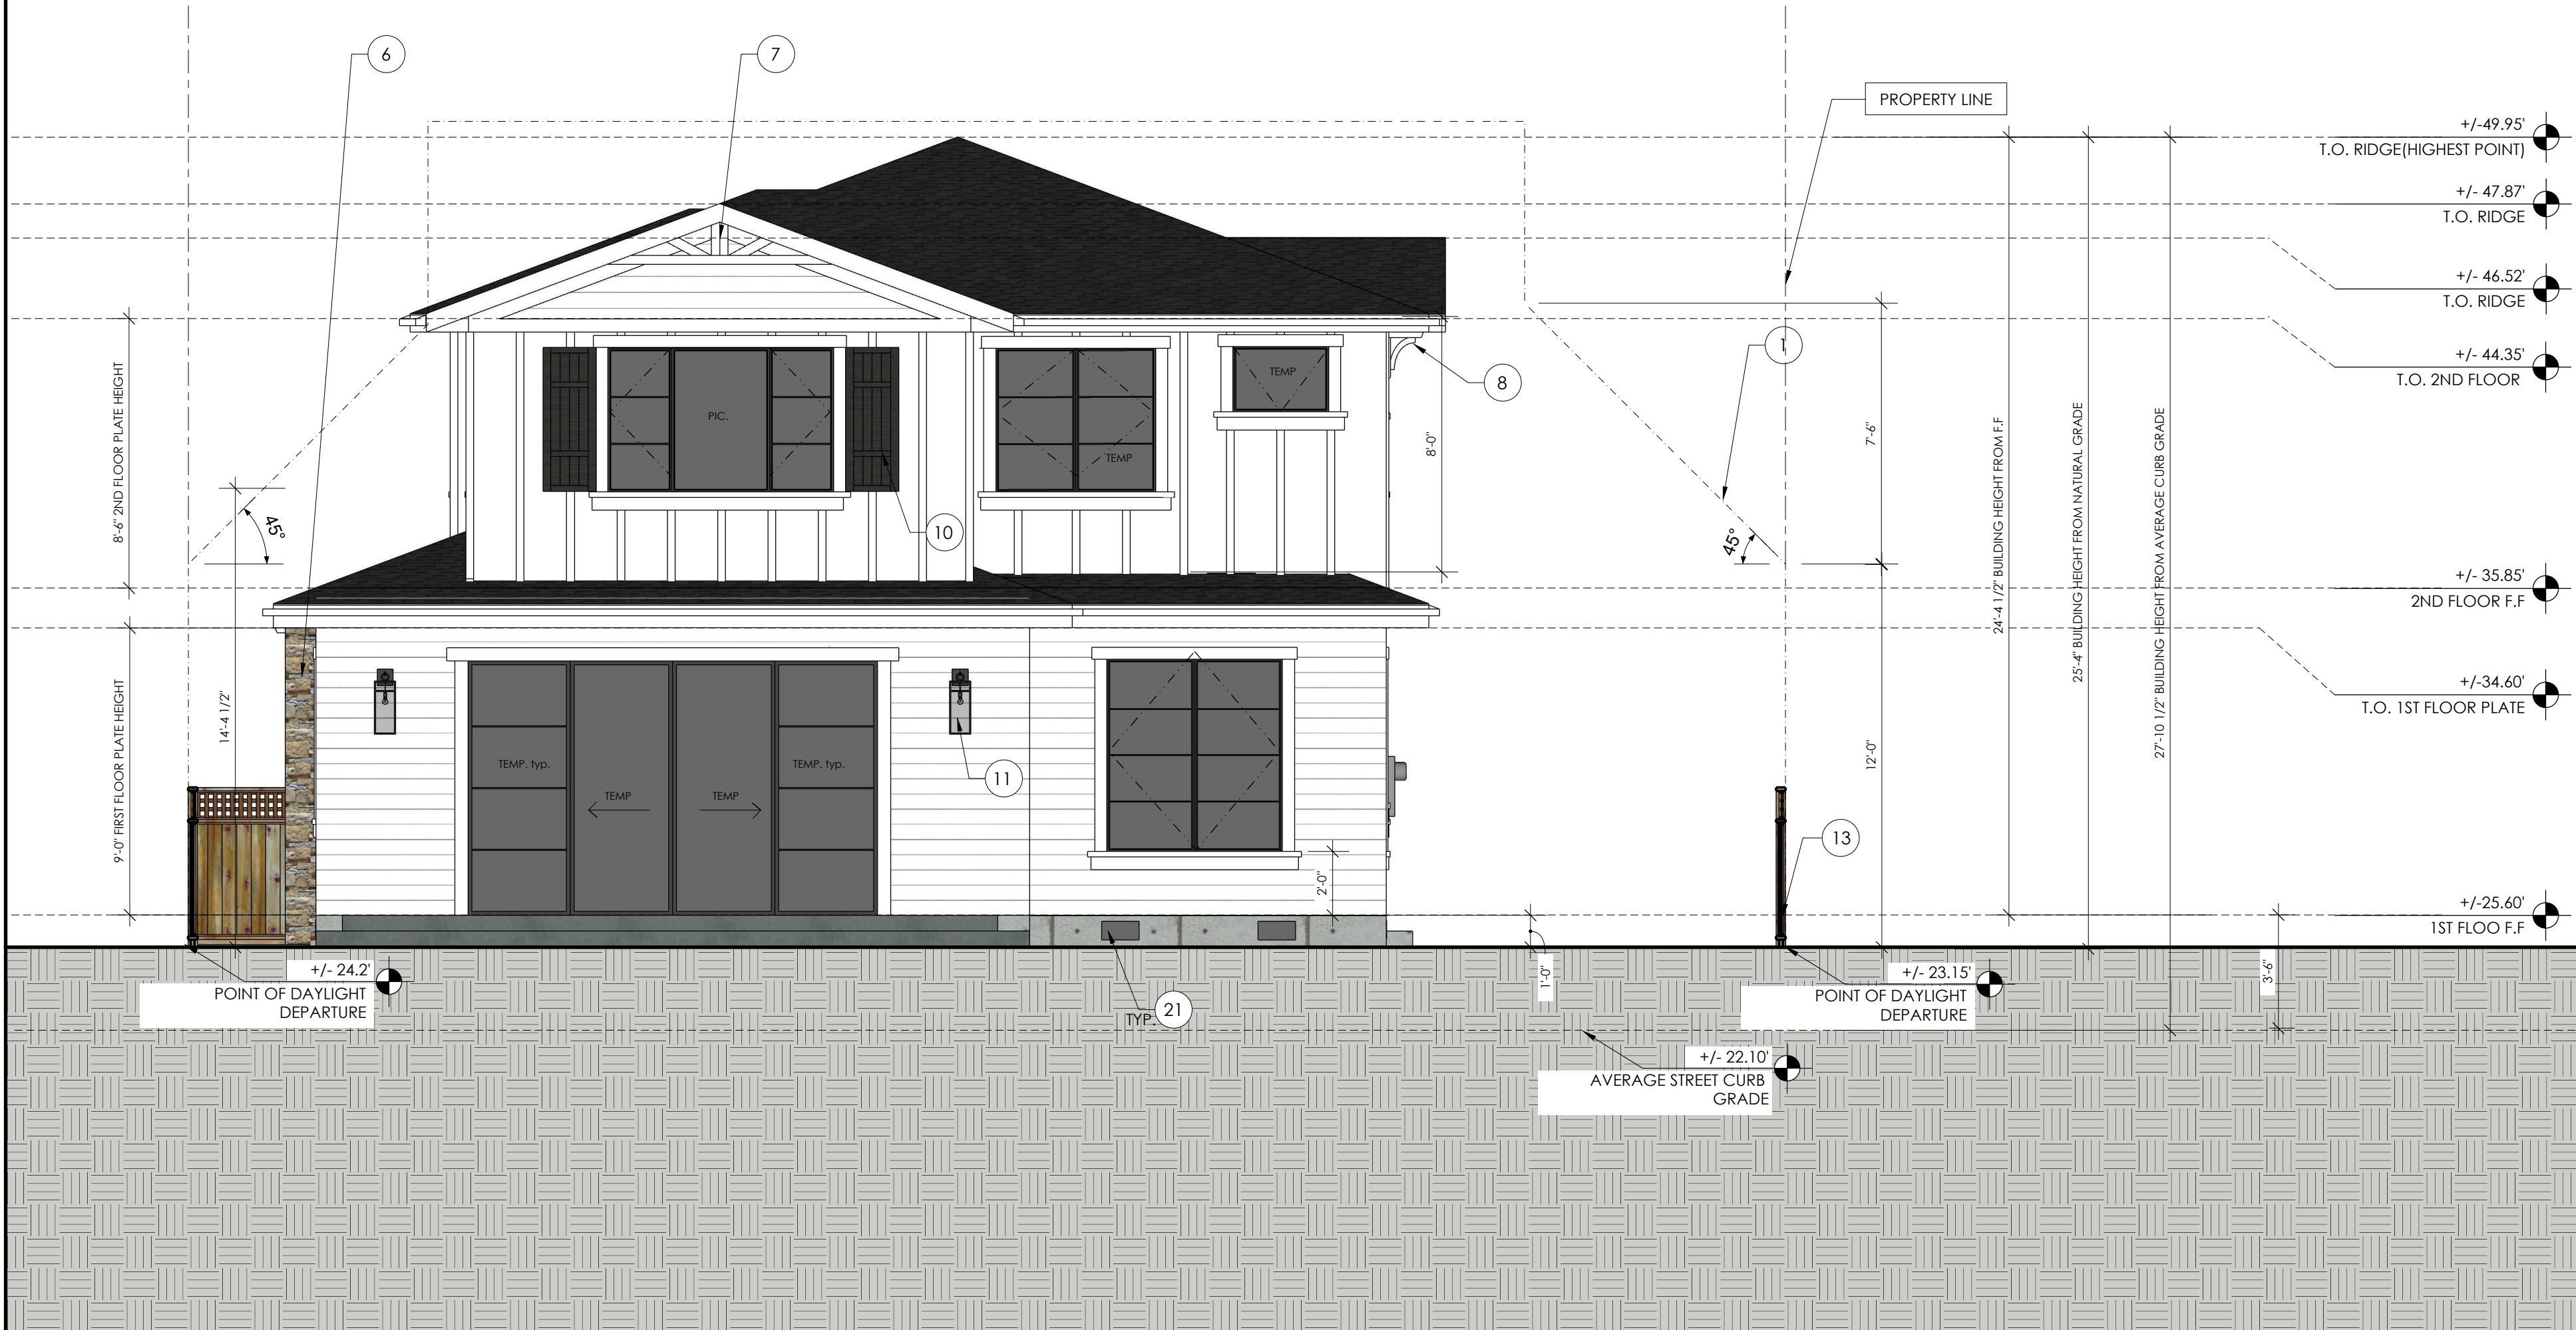 6
7
PROPERTY LINE
+/-49.95'
T.O. RIDGE(HIGHEST POINT)
+/- 47.87'
T.O. RIDGE
+/- 46.52'
T.O. RIDGE
1
+/- 44.35'
T.O. 2ND FLOOR
8
TEMP
PIC.
TEMP
8'-6" 2ND FLOOR PLATE HEIGHT
8'-0"
7'-6"
24'-4 1/2" BUILDING HEIGHT FROM F.F
25'-4" BUILDING HEIGHT FROM NATURAL GRADE
27'-10 1/2" BUILDING HEIGHT FROM AVERAGE CURB GRADE
45°
10
45°
+/- 35.85'
2ND FLOOR F.F
+/-34.60'
T.O. 1ST FLOOR PLATE
9'-0" FIRST FLOOR PLATE HEIGHT
14'-4 1/2"
12'-0"
TEMP. typ.
TEMP
TEMP
TEMP. typ.
11
13
2'-0"
+/-25.60'
1ST FLOO F.F
+/- 24.2'
POINT OF DAYLIGHT
DEPARTURE
1'-0"
+/- 23.15'
POINT OF DAYLIGHT
DEPARTURE
3'-6"
TYP.
21
+/- 22.10'
AVERAGE STREET CURB
GRADE